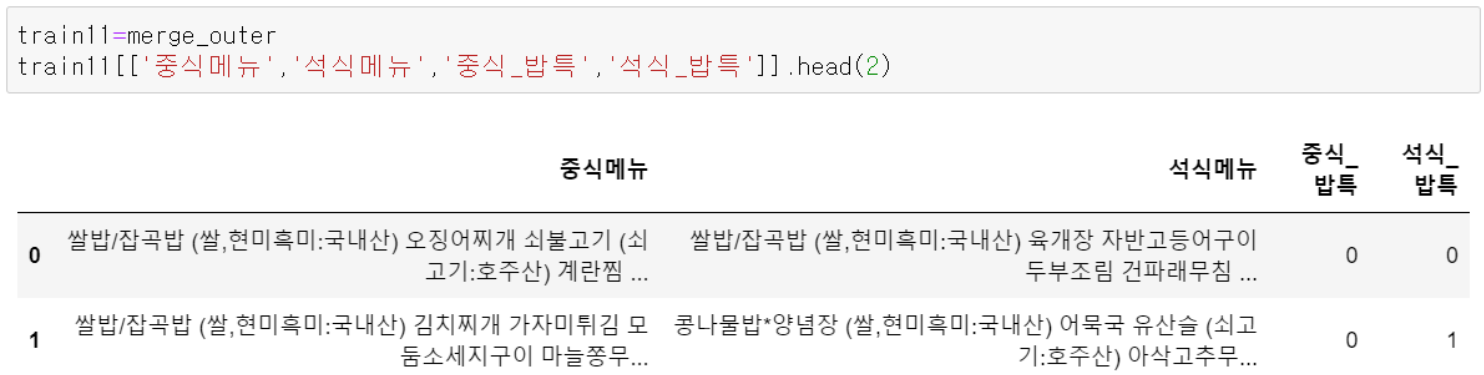 train11=merge_outer
train11[['중식메뉴','석식메뉴','중식_밥특','석식_밥특']].head(2)
중식메뉴 석식메뉴 중식_ 석식_
밥특 밥특
0 쌀밥/잡곡밥 (쌀,현미흑미:국내산) 오징어찌개 쇠불고기 (쇠 쌀밥/잡곡밥 (쌀,현미흑미:국내산) 육개장 자반고등어구이 0 0
고기:호주산) 계란찜 ... 두부조림 건파래무침 ...
1 쌀밥/잡곡밥 (쌀,현미흑미:국내산) 김치찌개 가자미튀김 모 콩나물밥*양념장 (쌀,현미흑미:국내산) 어묵국 유산슬 (쇠고 0 1
둠소세지구이 마늘쫑무... 기:호주산) 아삭고추무...